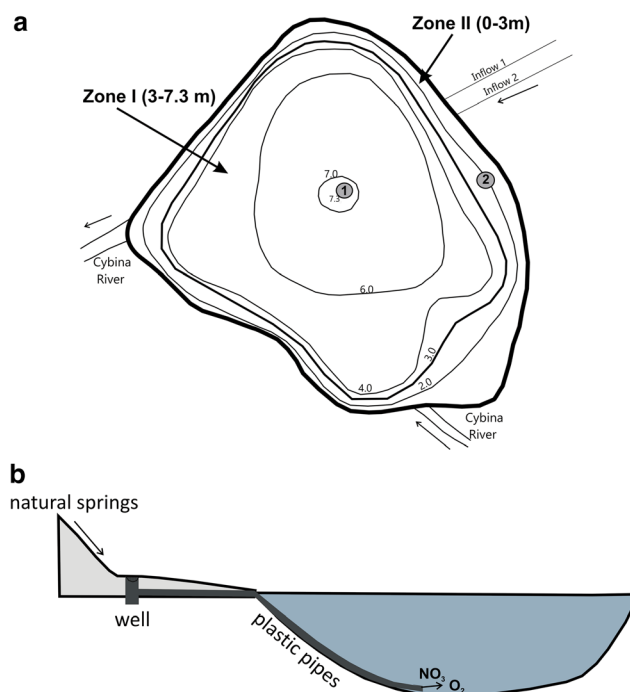 a
Zone II (0-3m)
Inflow 1
Inflow 2
Zone I (3-7.3 m)
2
7.0
1
7.3
Cybina
River
6.0
3.0
4.0
2.0
Cybina
River
b
natural springs
well
plastic pipes
NO3
O2